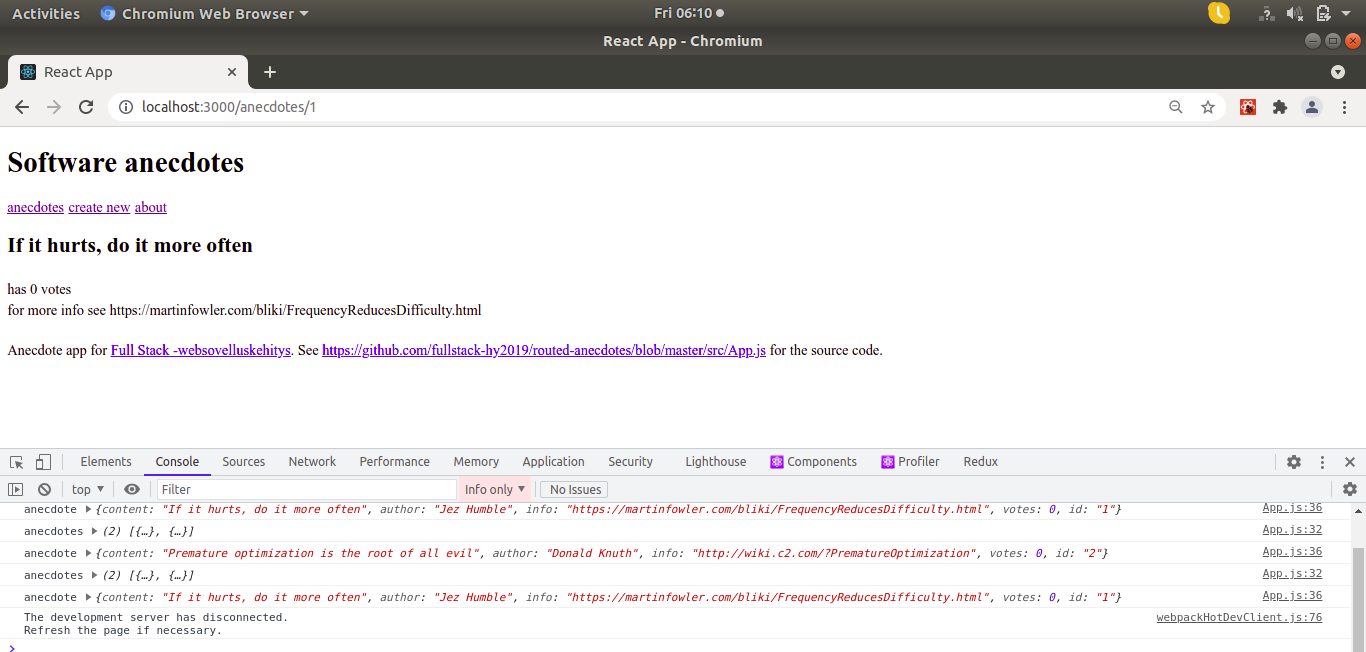 Activities Chromium Web Browser Fri 06:10
React App - Chromium
React App
localhost:3000/anecdotes/1
Software anecdotes
anecdotes create new about
If it hurts, do it more often
has 0 votes
for more info see https://martinfowler.com/bliki/FrequencyReducesDifficulty.html
Anecdote app for Full Stack -websovelluskehitys. See https://github.com/fullstack-hy2019/routed-anecdotes/blob/master/src/App.js for the source code.
Elements Console Sources Network Performance Memory Application Security Lighthouse Components Profiler Redux
top Filter Info only No Issues
anecdote {content: "If it hurts, do it more often", author: "Jez Humble", info: "https://martinfowler.com/bliki/FrequencyReducesDifficulty.html", votes: 0, id: "1"} App.js:36
anecdotes (2) [{…}, {…}] App.js:32
anecdote {content: "Premature optimization is the root of all evil", author: "Donald Knuth", info: "http://wiki.c2.com/?PrematureOptimization", votes: 0, id: "2"} App.js:36
anecdotes (2) [{…}, {…}] App.js:32
anecdote {content: "If it hurts, do it more often", author: "Jez Humble", info: "https://martinfowler.com/bliki/FrequencyReducesDifficulty.html", votes: 0, id: "1"} App.js:36
The development server has disconnected. webpackHotDevClient.js:76
Refresh the page if necessary.